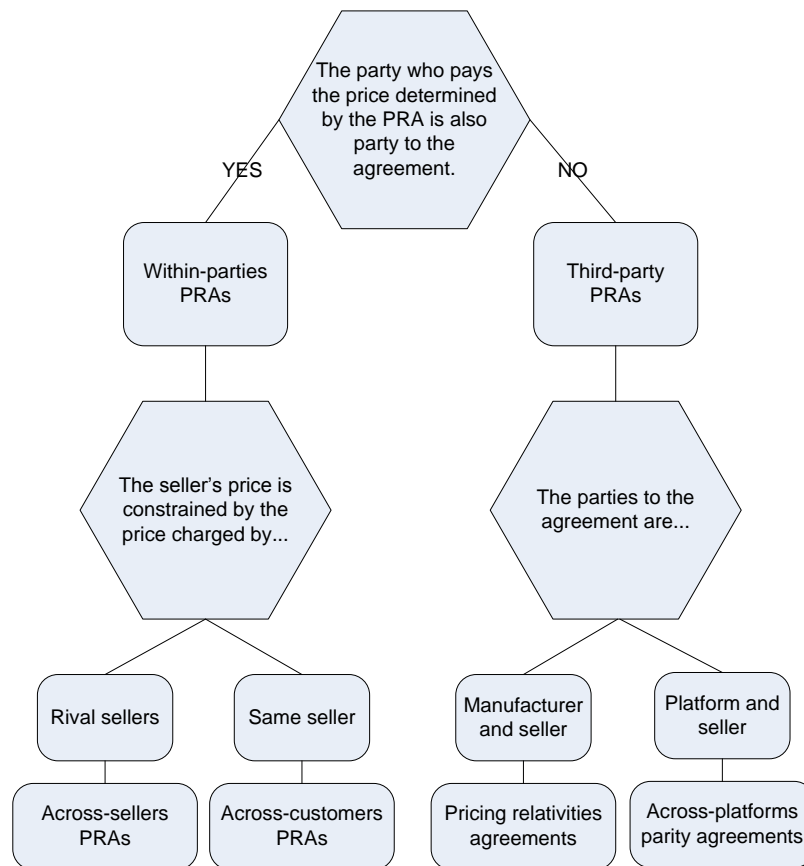 The party who pays
the price determined
by the PRA is also
party to the
agreement.
YES
NO
Within-parties
PRAs
Third-party
PRAs
The seller's price is
constrained by the
price charged by...
The parties to the
agreement are...
Rival sellers
Same seller
Manufacturer
and seller
Platform and
seller
Across-sellers
PRAs
Across-customers
PRAs
Pricing relativities
agreements
Across-platforms
parity agreements